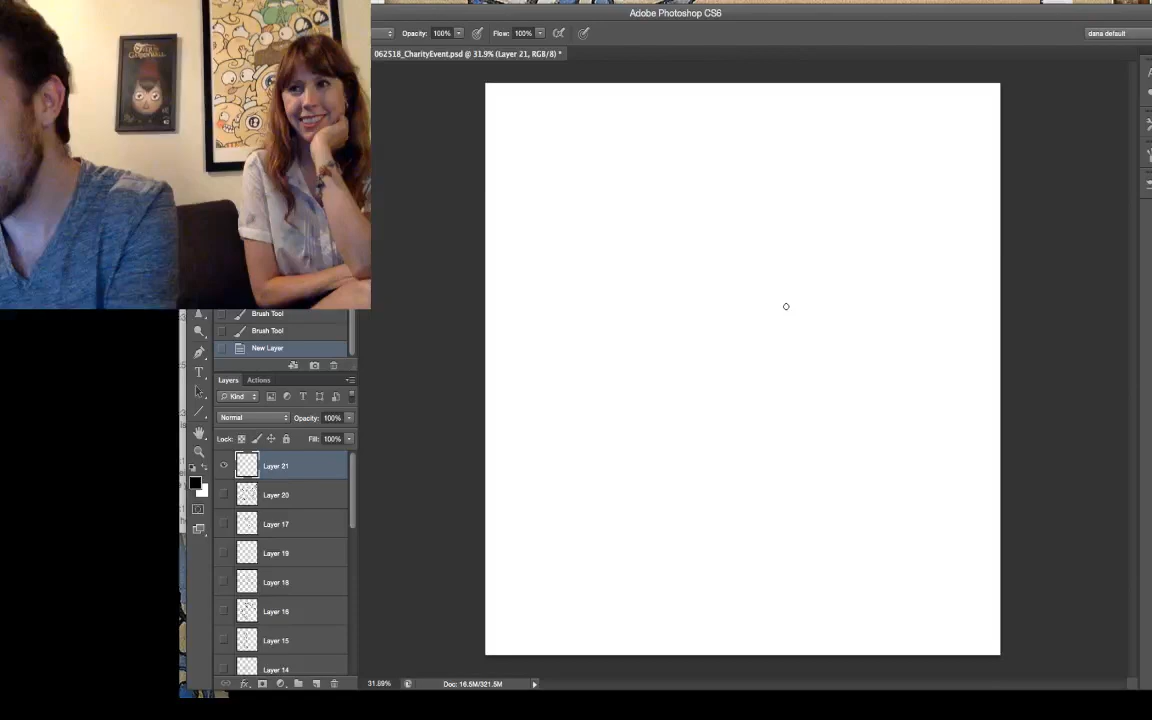 Adobe Photoshop CS6
Opacity: 100%
Flow: 100%
dana default
062518_CharityEvent.psd @ 31.9% (Layer 21, RGB/8) *
Brush Tool
Brush Tool
New Layer
Layers
Actions
Kind
Normal
Opacity: 100%
Lock:
Fill: 100%
Layer 21
Layer 20
Layer 17
Layer 19
Layer 18
Layer 16
Layer 15
Layer 14
31.89%
Doc: 16.5M/321.5M